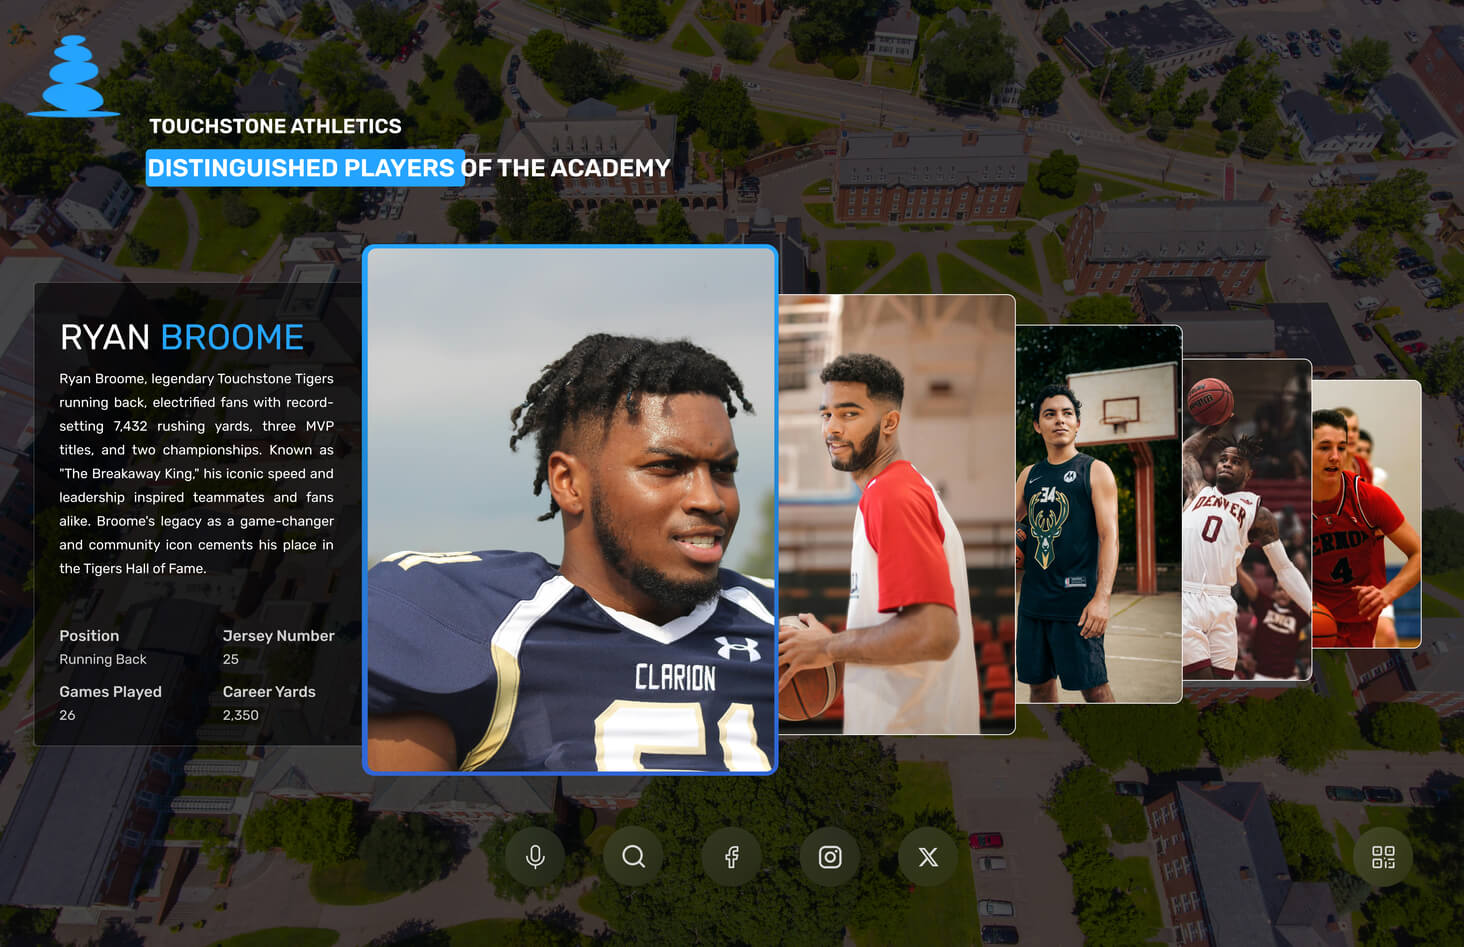 TOUCHSTONE ATHLETICS
DISTINGUISHED PLAYERS OF THE ACADEMY
RYAN BROOME
Ryan Broome, legendary Touchstone Tigers
running back, electrified fans with record-
setting 7,432 rushing yards, three MVP
titles, and two championships. Known as
"The Breakaway King," his iconic speed and
leadership inspired teammates and fans
alike. Broome's legacy as a game-changer
and community icon cements his place in
the Tigers Hall of Fame.
Position
Jersey Number
Running Back
25
Games Played
Career Yards
26
2,350
CLARION
34
DENVER
0
4